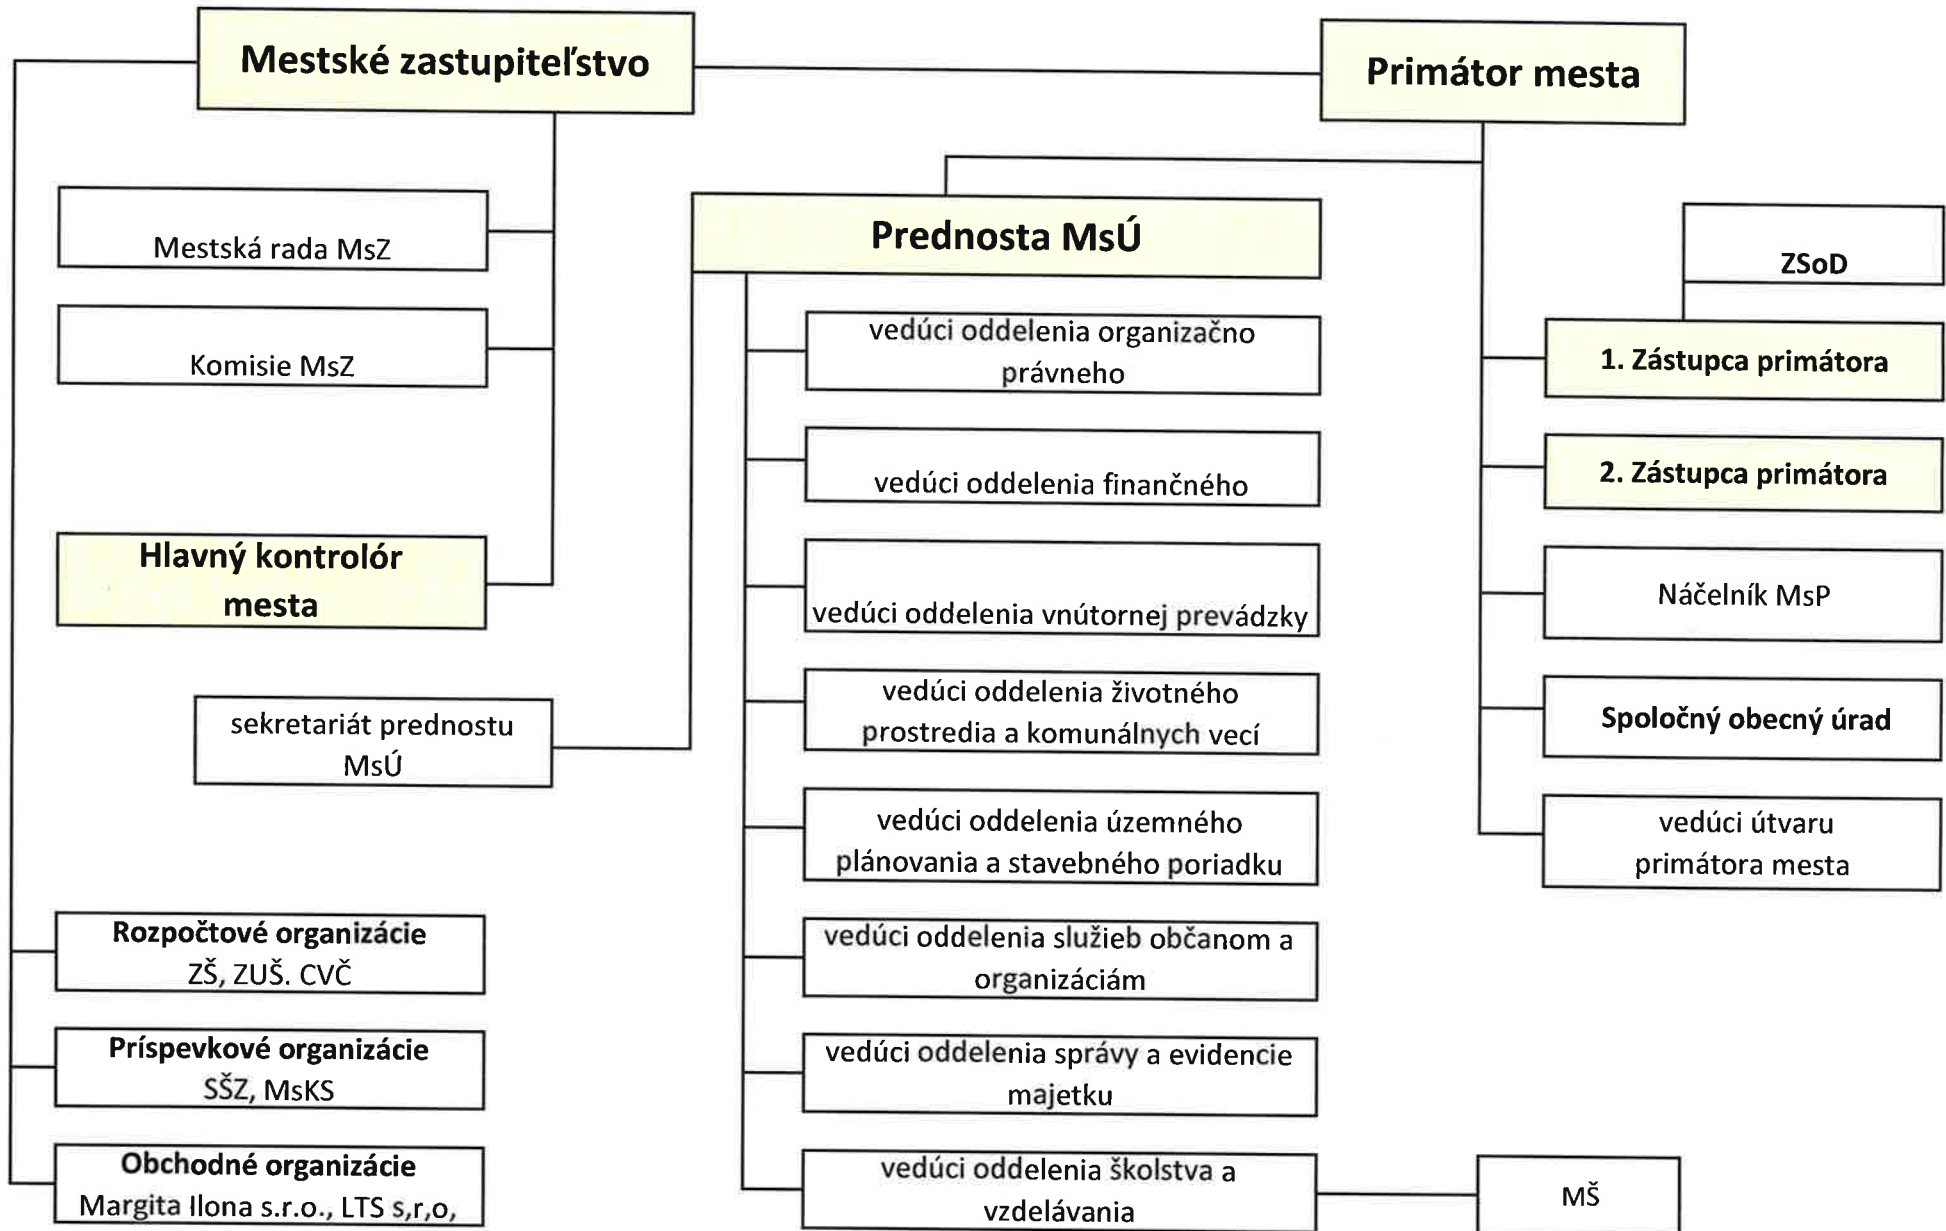 Mestské zastupiteľstvo
Primátor mesta
Mestská rada MsZ
Komisie MsZ
Hlavný kontrolór
mesta
sekretariát prednostu
MsÚ
Rozpočtové organizácie
ZŠ, ZUŠ. CVČ
Príspevkové organizácie
SŠZ, MsKS
Obchodné organizácie
Margita Ilona s.r.o., LTS s,r,o,
Prednosta MsÚ
vedúci oddelenia organizačno
právneho
vedúci oddelenia finančného
vedúci oddelenia vnútornej prevádzky
vedúci oddelenia životného
prostredia a komunálnych vecí
vedúci oddelenia územného
plánovania a stavebného poriadku
vedúci oddelenia služieb občanom a
organizáciám
vedúci oddelenia správy a evidencie
majetku
vedúci oddelenia školstva a
vzdelávania
MŠ
ZSoD
1. Zástupca primátora
2. Zástupca primátora
Náčelník MsP
Spoločný obecný úrad
vedúci útvaru
primátora mesta